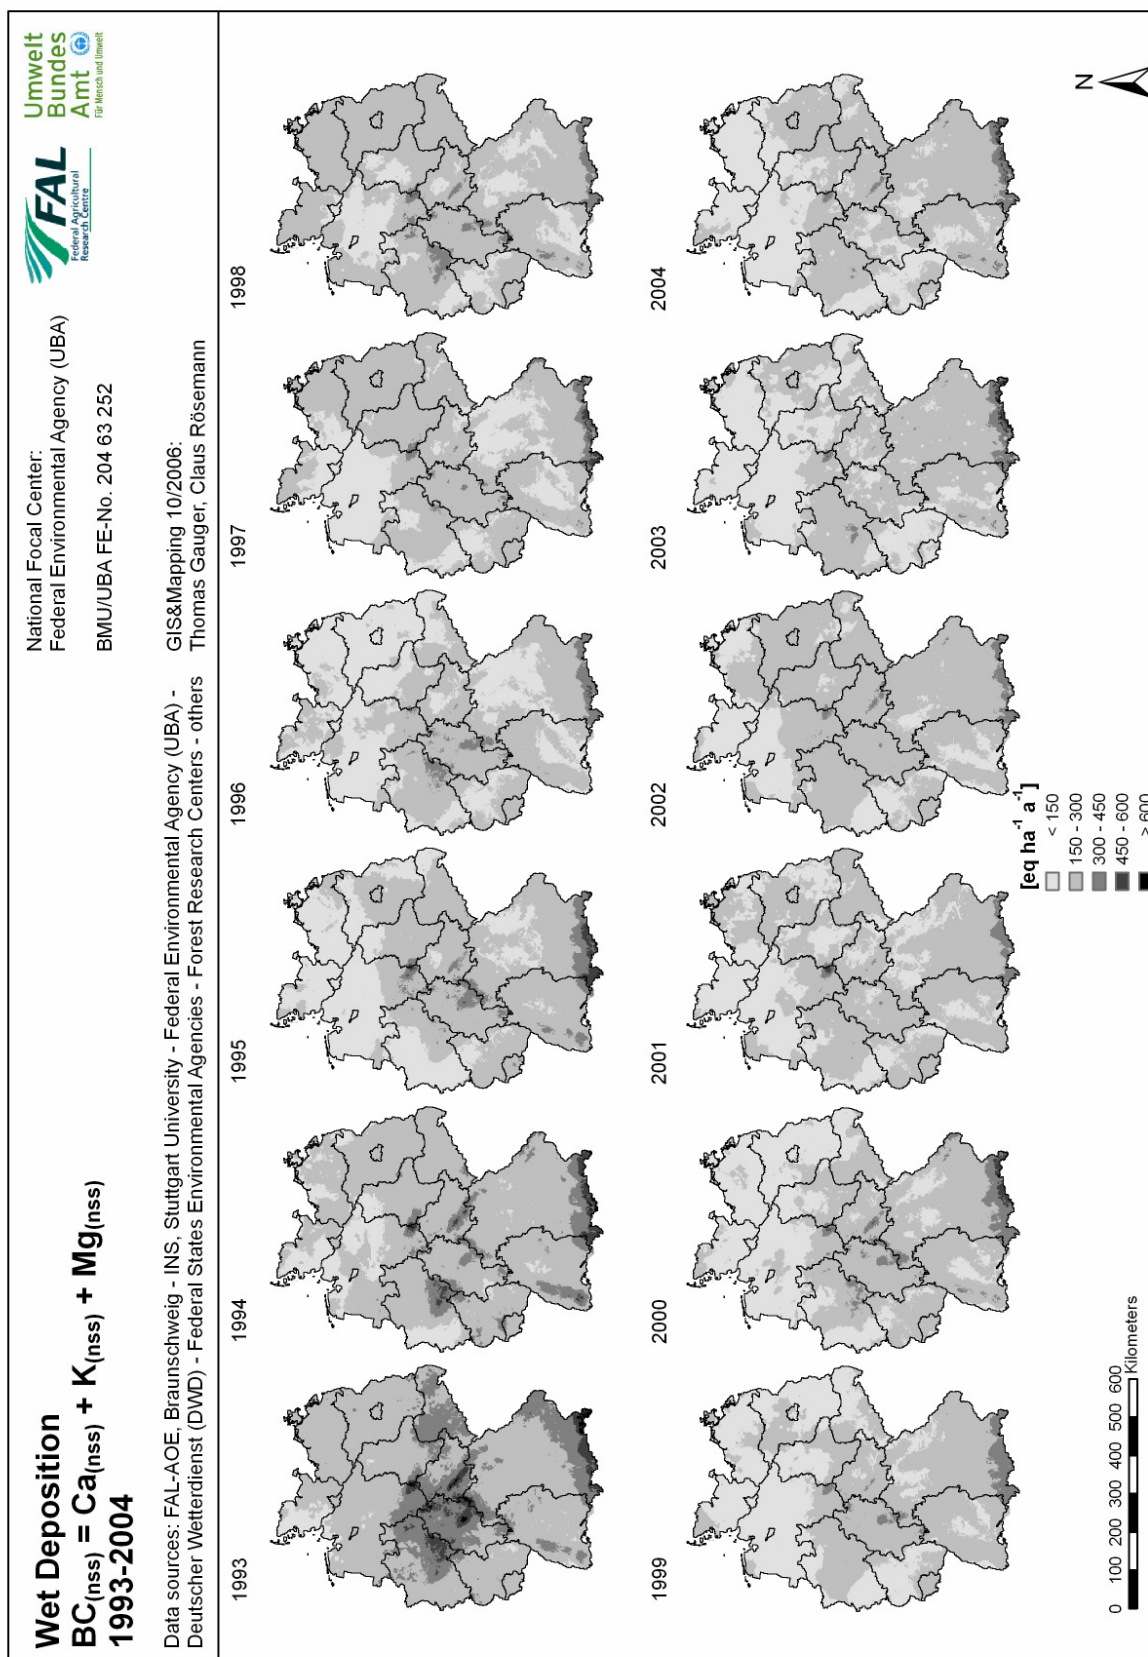 Wet Deposition
BC(nss) = Ca(nss) + K(nss) + Mg(nss)
1993-2004
National Focal Center:
Federal Environmental Agency (UBA)
BMU/UBA FE-No. 204 63 252
FAL
Federal Agricultural
Research Centre
Umwelt
Bundes
Amt
Für Mensch und Umwelt
Data sources: FAL-AOE, Braunschweig - INS, Stuttgart University - Federal Environmental Agency (UBA) -
Deutscher Wetterdienst (DWD) - Federal States Environmental Agencies - Forest Research Centers - others
GIS&Mapping 10/2006:
Thomas Gauger, Claus Rösemann
1993
1994
1995
1996
1997
1998
1999
2000
2001
2002
2003
2004
[eq ha⁻¹ a⁻¹]
< 150
150 - 300
300 - 450
450 - 600
> 600
0 100 200 300 400 500 600
Kilometers
N